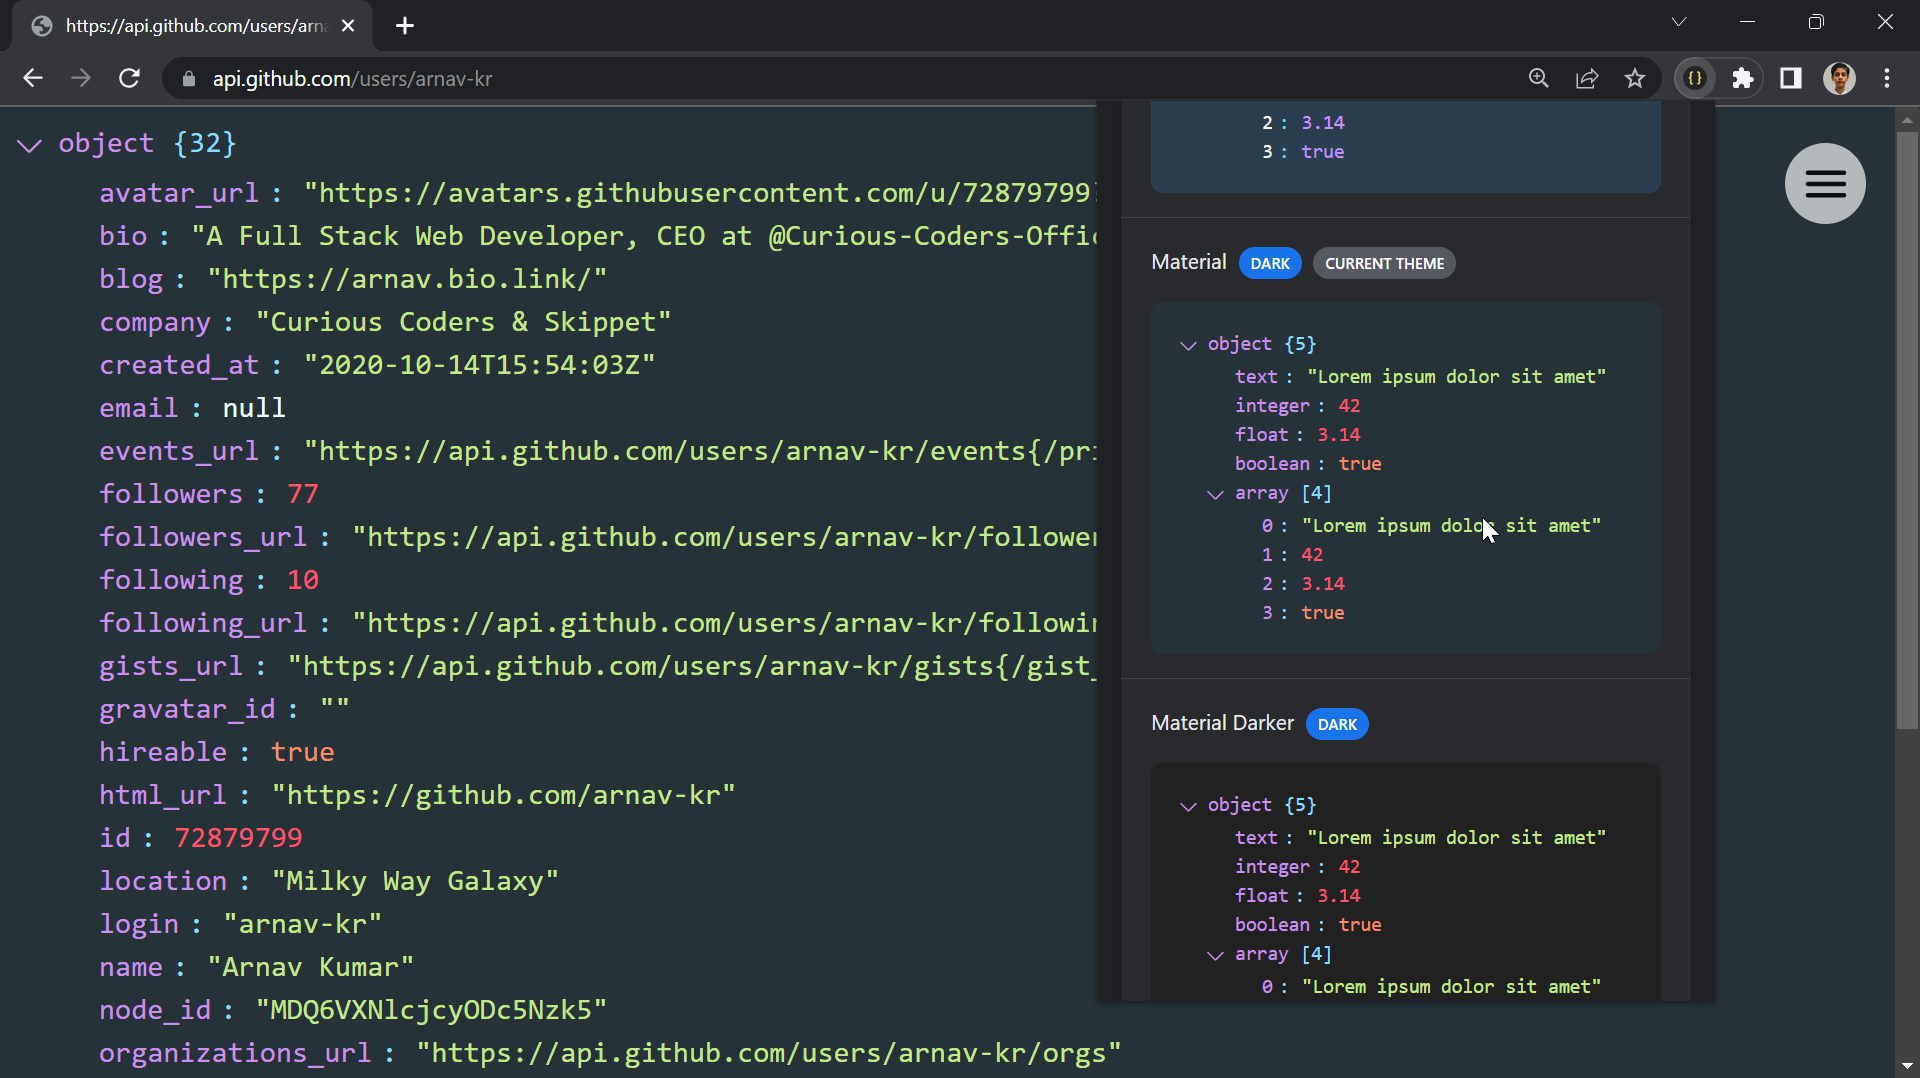 https://api.github.com/users/arna
api.github.com/users/arnav-kr
object {32}
avatar_url : "https://avatars.githubusercontent.com/u/72879799?
bio : "A Full Stack Web Developer, CEO at @Curious-Coders-Offic
blog : "https://arnav.bio.link/"
company : "Curious Coders & Skippet"
created_at : "2020-10-14T15:54:03Z"
email : null
events_url : "https://api.github.com/users/arnav-kr/events{/pri
followers : 77
followers_url : "https://api.github.com/users/arnav-kr/follower
following : 10
following_url : "https://api.github.com/users/arnav-kr/followin
gists_url : "https://api.github.com/users/arnav-kr/gists{/gist_
gravatar_id : ""
hireable : true
html_url : "https://github.com/arnav-kr"
id : 72879799
location : "Milky Way Galaxy"
login : "arnav-kr"
name : "Arnav Kumar"
node_id : "MDQ6VXNlcjcyODc5Nzk5"
organizations_url : "https://api.github.com/users/arnav-kr/orgs"
2 : 3.14
3 : true
Material DARK CURRENT THEME
object {5}
text : "Lorem ipsum dolor sit amet"
integer : 42
float : 3.14
boolean : true
array [4]
0 : "Lorem ipsum dolor sit amet"
1 : 42
2 : 3.14
3 : true
Material Darker DARK
object {5}
text : "Lorem ipsum dolor sit amet"
integer : 42
float : 3.14
boolean : true
array [4]
0 : "Lorem ipsum dolor sit amet"